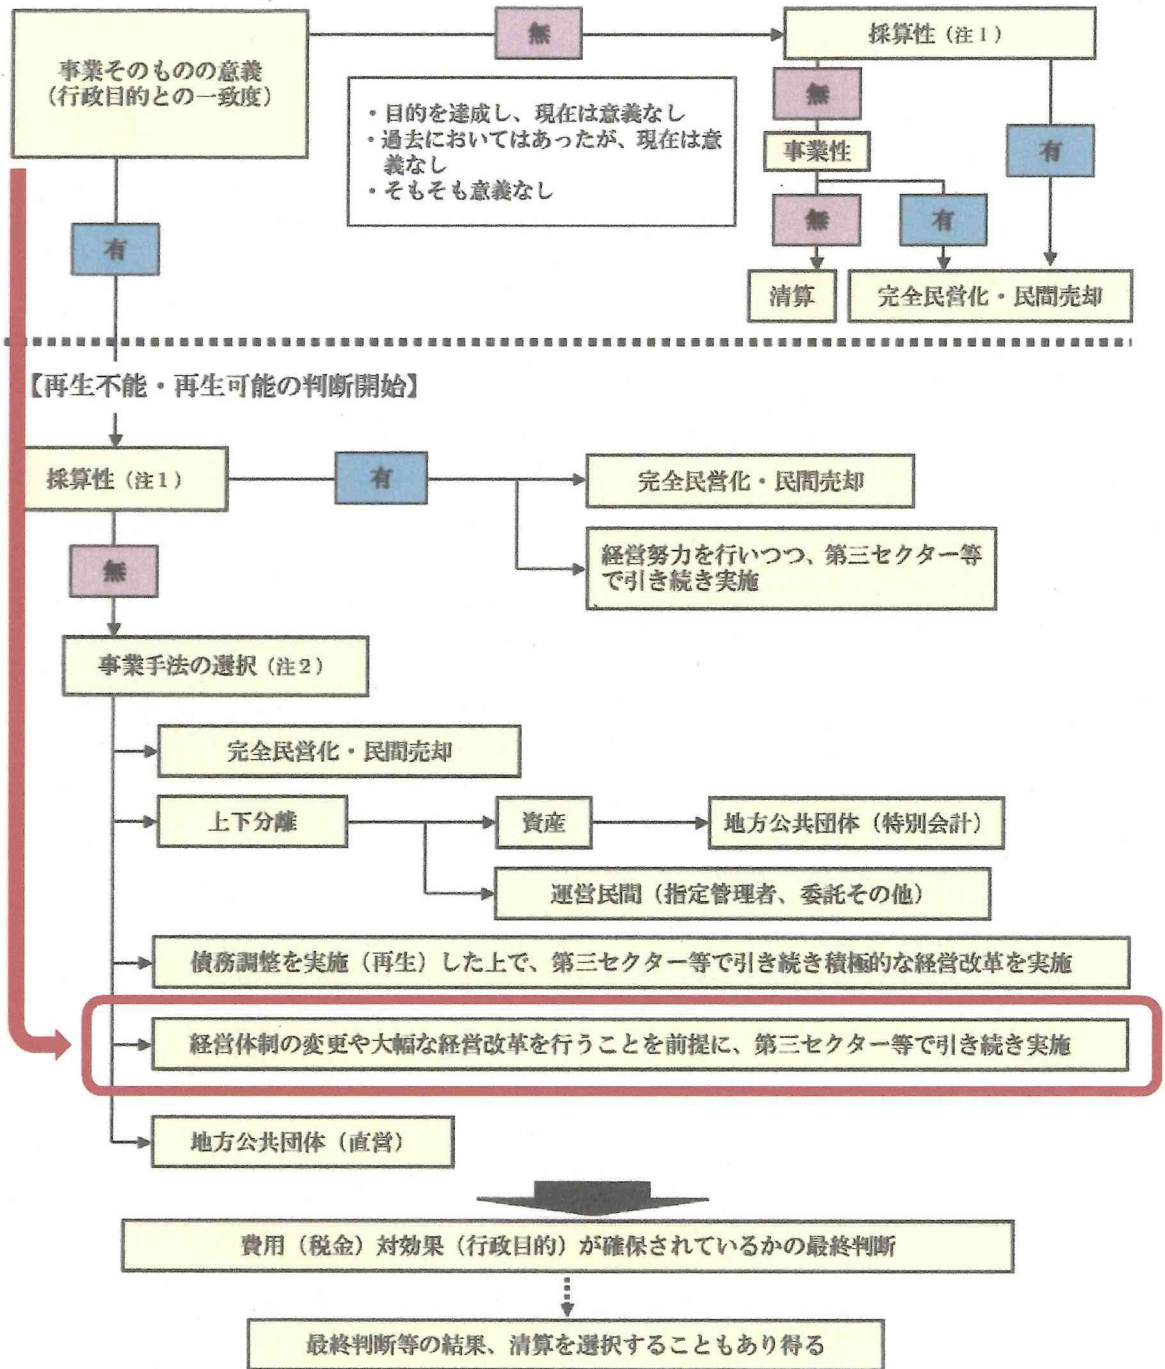 事業そのものの意義
(行政目的との一致度)
無
採算性（注１）
・目的を達成し、現在は意義なし
・過去においてはあったが、現在は意
義なし
・そもそも意義なし
無
有
事業性
無
有
有
清算
完全民営化・民間売却
【再生不能・再生可能の判断開始】
採算性（注１）
有
完全民営化・民間売却
経営努力を行いつつ、第三セクター等
で引き続き実施
無
事業手法の選択（注２）
完全民営化・民間売却
上下分離
資産
地方公共団体（特別会計）
運営民間（指定管理者、委託その他）
債務調整を実施（再生）した上で、第三セクター等で引き続き積極的な経営改革を実施
経営体制の変更や大幅な経営改革を行うことを前提に、第三セクター等で引き続き実施
地方公共団体（直営）
費用（税金）対効果（行政目的）が確保されているかの最終判断
最終判断等の結果、清算を選択することもあり得る